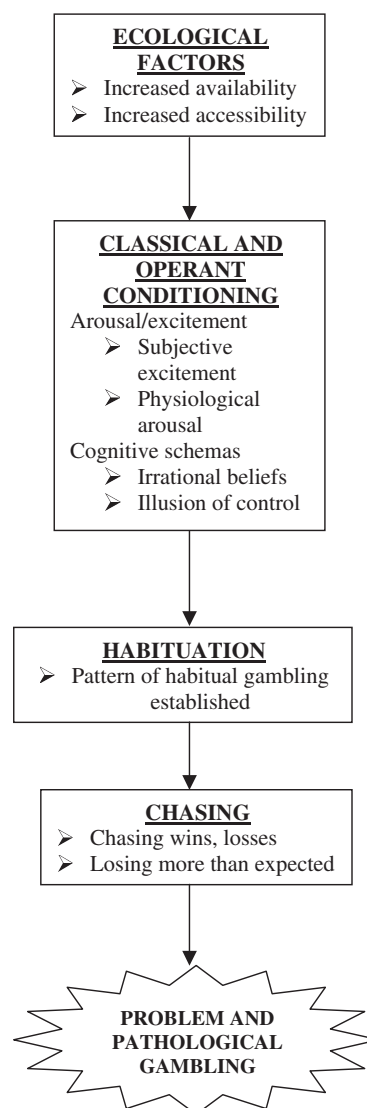 ECOLOGICAL
FACTORS
➢ Increased availability
➢ Increased accessibility
CLASSICAL AND
OPERANT
CONDITIONING
Arousal/excitement
➢ Subjective
excitement
➢ Physiological
arousal
Cognitive schemas
➢ Irrational beliefs
➢ Illusion of control
HABITUATION
➢ Pattern of habitual gambling
established
CHASING
➢ Chasing wins, losses
➢ Losing more than expected
PROBLEM AND
PATHOLOGICAL
GAMBLING